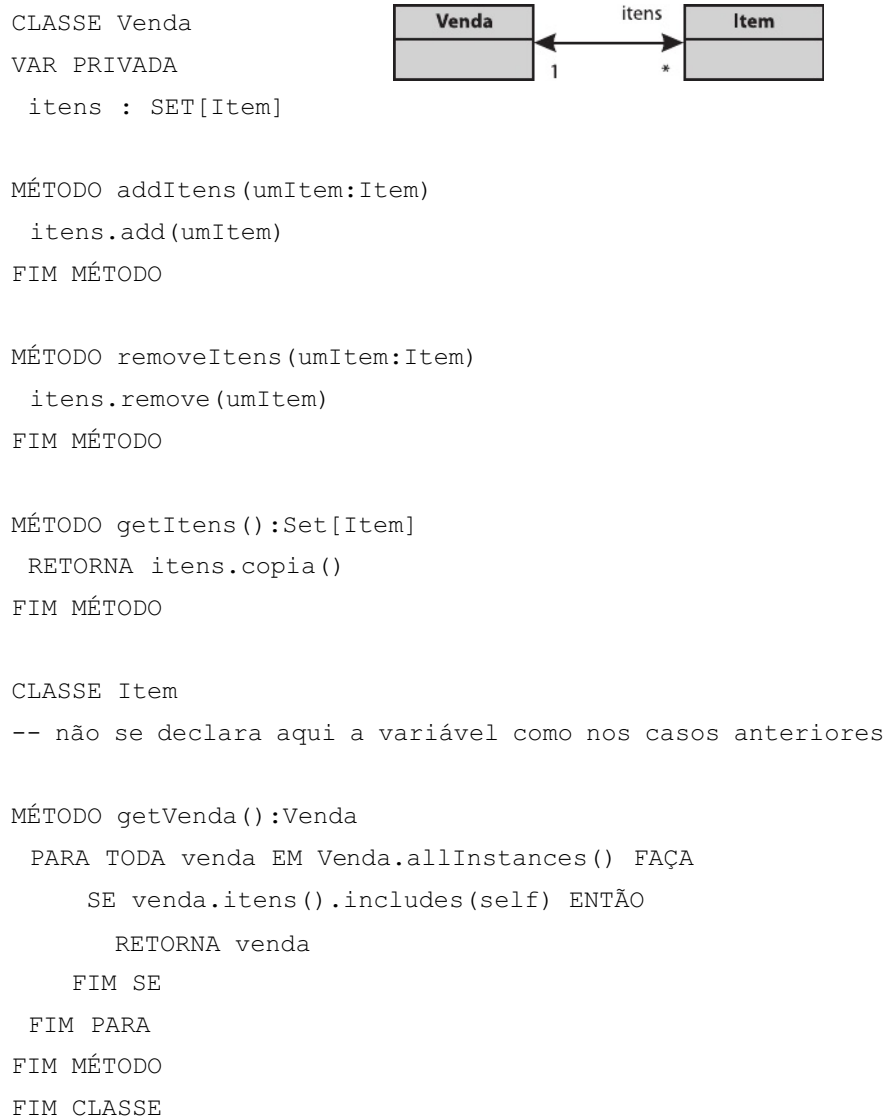 CLASSE Venda
VAR PRIVADA
itens : SET[Item]
Venda
itens
Item
1
*
MÉTODO addItens(umItem:Item)
itens.add(umItem)
FIM MÉTODO
MÉTODO removeItens(umItem:Item)
itens.remove(umItem)
FIM MÉTODO
MÉTODO getItens():Set[Item]
RETORNA itens.copia()
FIM MÉTODO
CLASSE Item
-- não se declara aqui a variável como nos casos anteriores
MÉTODO getVenda():Venda
PARA TODA venda EM Venda.allInstances() FAÇA
SE venda.itens().includes(self) ENTÃO
RETORNA venda
FIM SE
FIM PARA
FIM MÉTODO
FIM CLASSE